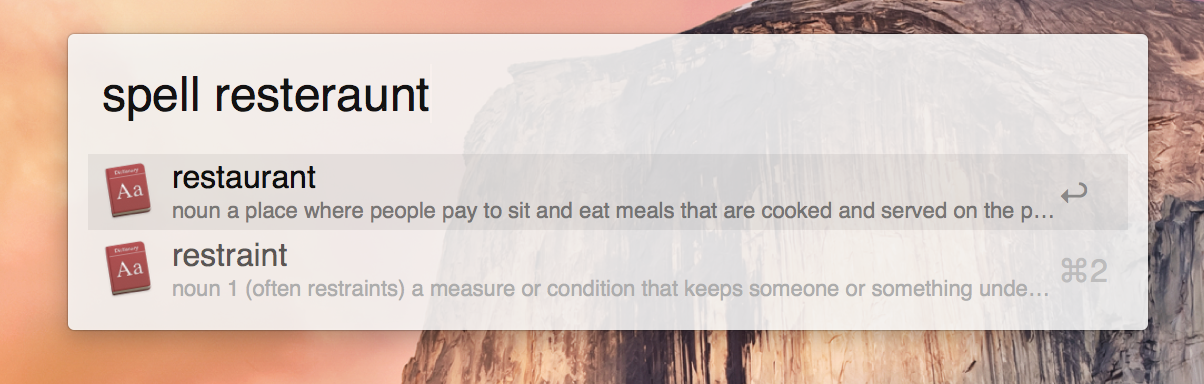 spell resteraunt
Dictionary
Aa
restaurant
noun a place where people pay to sit and eat meals that are cooked and served on the p…
↩
Dictionary
Aa
restraint
noun 1 (often restraints) a measure or condition that keeps someone or something unde…
⌘2